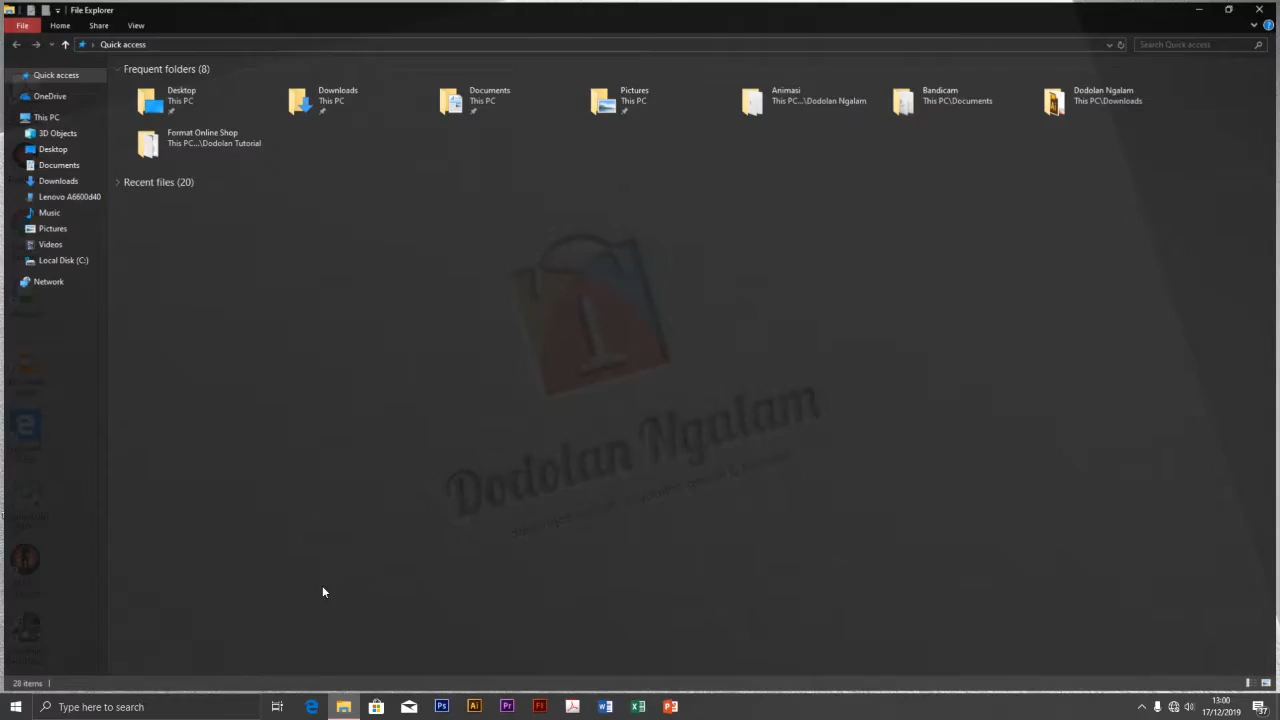 File Explorer
File
Home
Share
View
Quick access
Search Quick access
Quick access
OneDrive
This PC
3D Objects
Desktop
Documents
Downloads
Lenovo A6600d40
Music
Pictures
Videos
Local Disk (C:)
Network
Frequent folders (8)
Desktop
This PC
Downloads
This PC
Documents
This PC
Pictures
This PC
Animasi
This PC...\Dodolan Ngalam
Bandicam
This PC\Documents
Dodolan Ngalam
This PC\Downloads
Format Online Shop
This PC...\Dodolan Tutorial
Recent files (20)
Dodolan Ngalam
28 items
Type here to search
Ps
Ai
Pr
Fl
13:00
17/12/2019